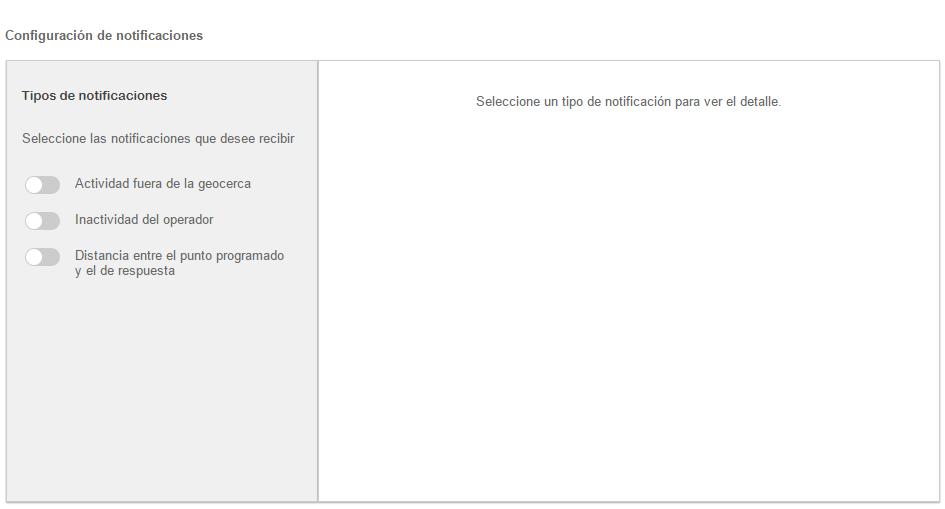 Configuración de notificaciones
Tipos de notificaciones
Seleccione las notificaciones que desee recibir
Actividad fuera de la geocerca
Inactividad del operador
Distancia entre el punto programado
y el de respuesta
Seleccione un tipo de notificación para ver el detalle.